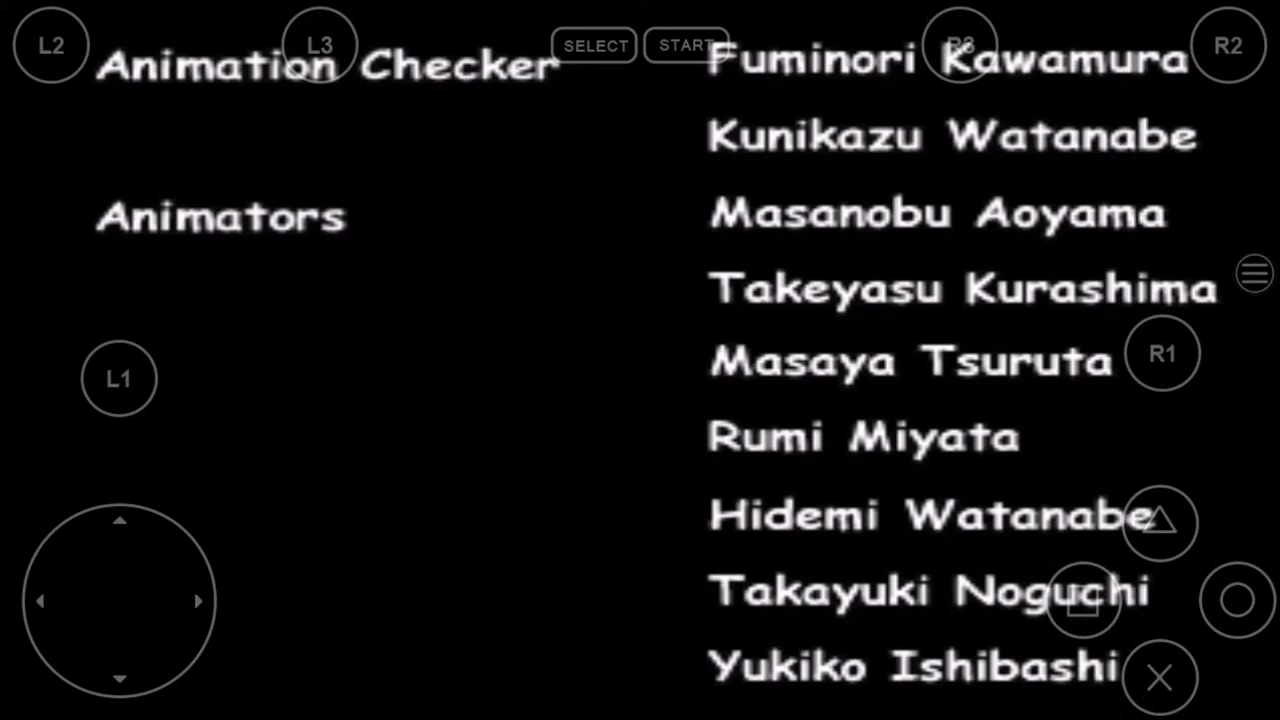 L2
L3
SELECT
START
R3
R2
Animation Checker Fuminori Kawamura
Kunikazu Watanabe
Animators Masanobu Aoyama
Takeyasu Kurashima
Masaya Tsuruta
R1
L1
Rumi Miyata
Hidemi Watanabe
Takayuki Noguchi
Yukiko Ishibashi